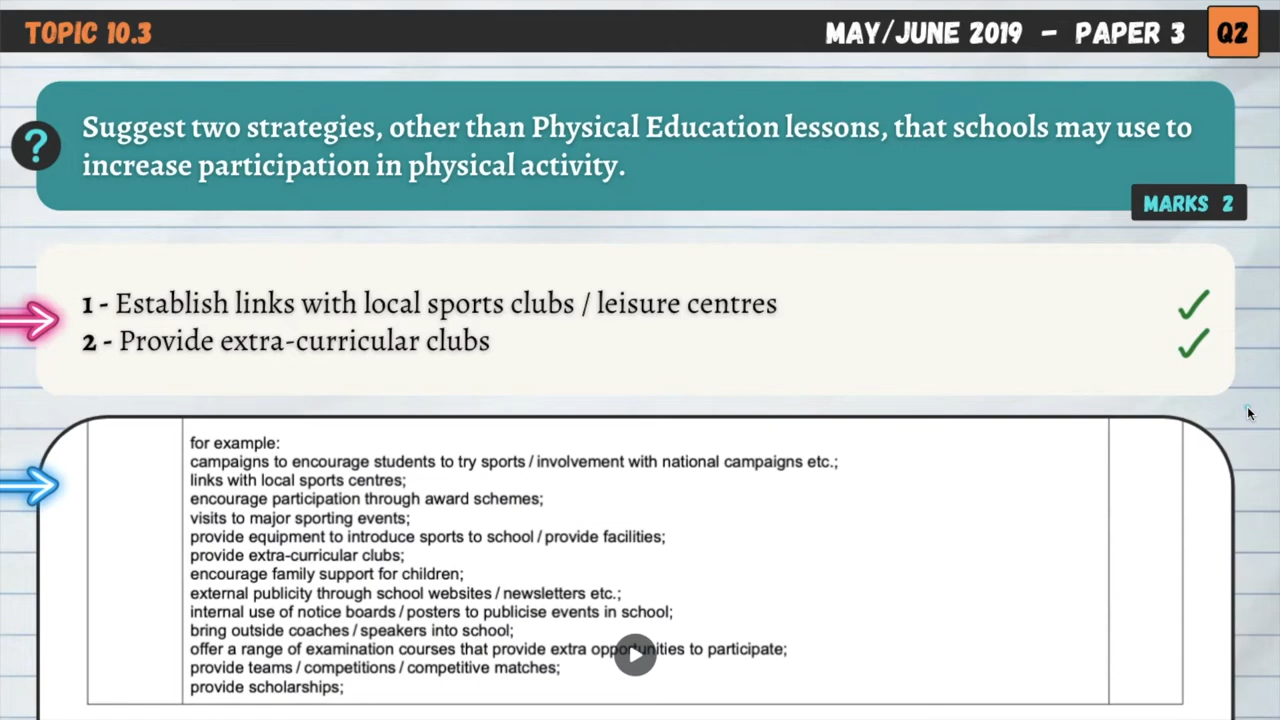 TOPIC 10.3
MAY/JUNE 2019 - PAPER 3
Q2
?
Suggest two strategies, other than Physical Education lessons, that schools may use to
increase participation in physical activity.
MARKS 2
1 - Establish links with local sports clubs / leisure centres
2 - Provide extra-curricular clubs
for example:
campaigns to encourage students to try sports / involvement with national campaigns etc.;
links with local sports centres;
encourage participation through award schemes;
visits to major sporting events;
provide equipment to introduce sports to school / provide facilities;
provide extra-curricular clubs;
encourage family support for children;
external publicity through school websites / newsletters etc.;
internal use of notice boards / posters to publicise events in school;
bring outside coaches / speakers into school;
offer a range of examination courses that provide extra opportunities to participate;
provide teams / competitions / competitive matches;
provide scholarships;